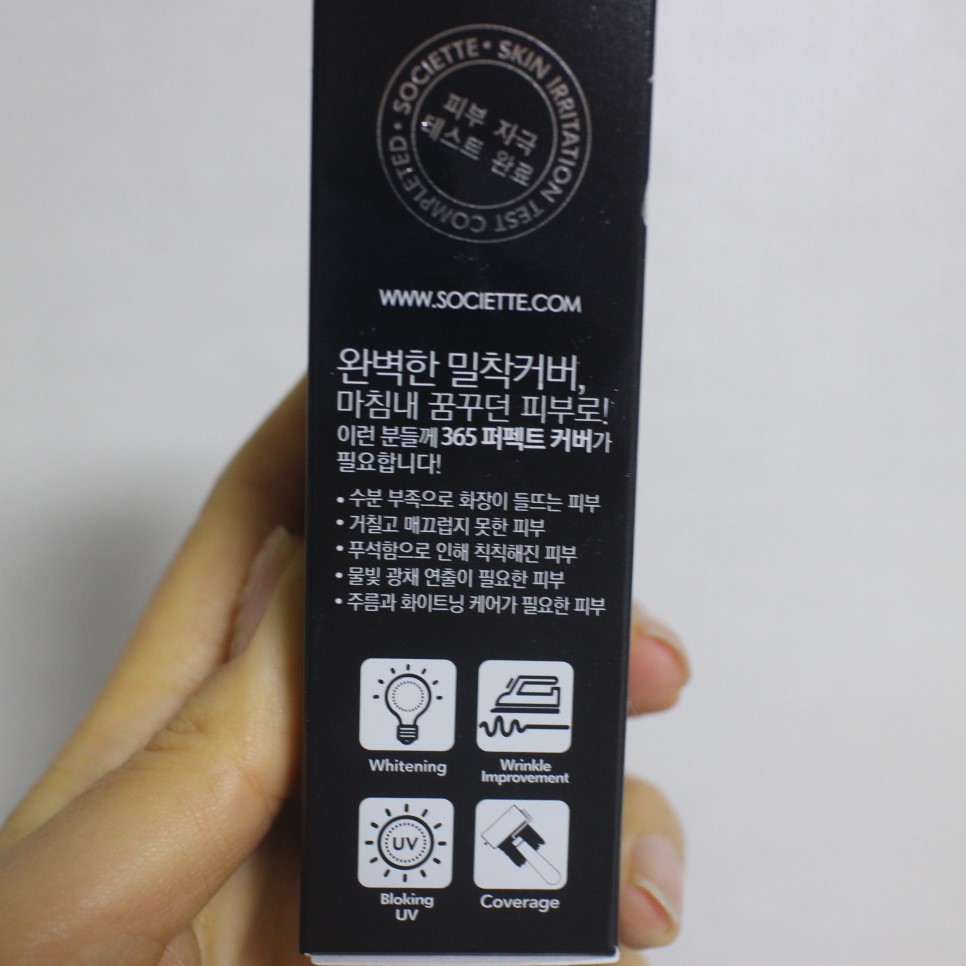 SOCIETTE • SKIN IRRITATION TEST COMPLETED •
피부 자극
테스트 완료
WWW.SOCIETTE.COM
완벽한 밀착커버,
마침내 꿈꾸던 피부로!
이런 분들께 365 퍼펙트 커버가
필요합니다!
• 수분 부족으로 화장이 들뜨는 피부
• 거칠고 매끄럽지 못한 피부
• 푸석함으로 인해 칙칙해진 피부
• 물빛 광채 연출이 필요한 피부
• 주름과 화이트닝 케어가 필요한 피부
Whitening
Wrinkle
Improvement
UV
Bloking
UV
Coverage